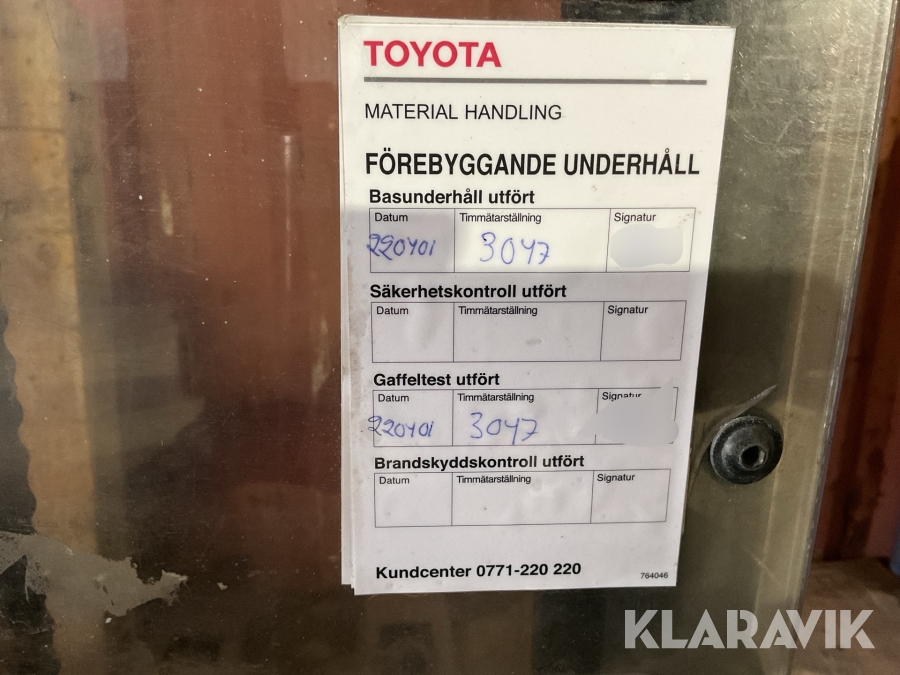 TOYOTA
MATERIAL HANDLING
FÖREBYGGANDE UNDERHÅLL
Basunderhåll utfört
Datum Timmätarställning Signatur
220401 3047
Säkerhetskontroll utfört
Datum Timmätarställning Signatur
Gaffeltest utfört
Datum Timmätarställning Signatur
220401 3047
Brandskyddskontroll utfört
Datum Timmätarställning Signatur
Kundcenter 0771-220 220 764046
KLARAVIK